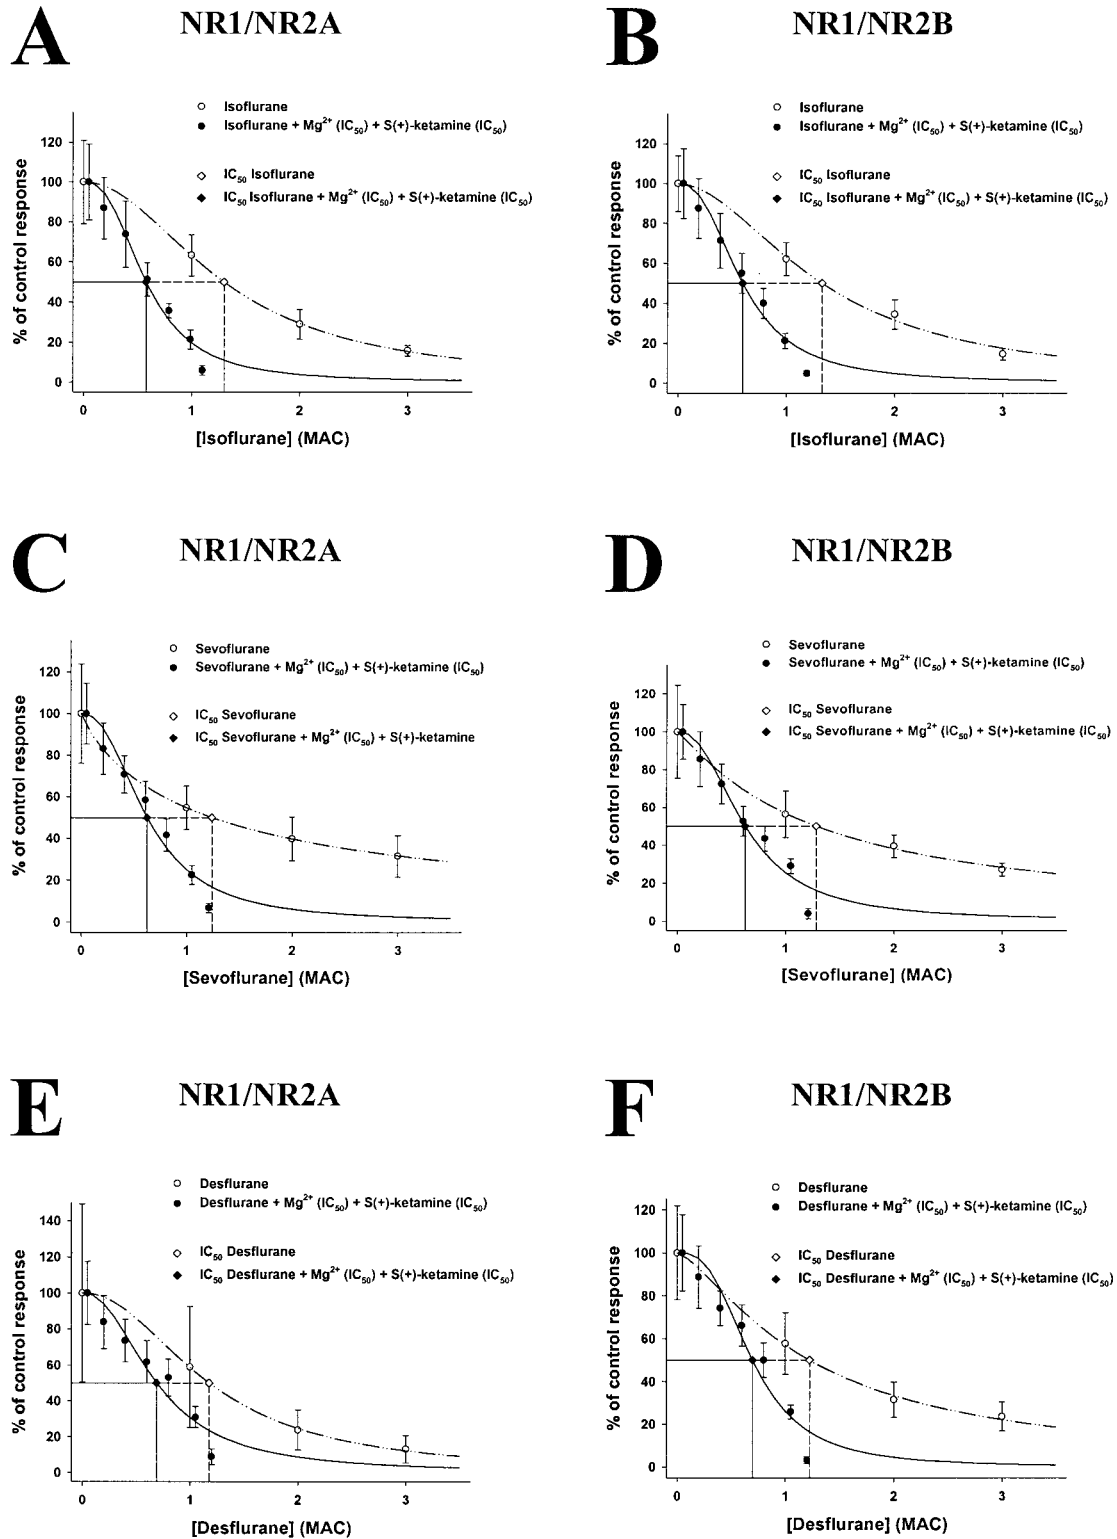 A
NR1/NR2A
Isoflurane
Isoflurane + Mg2+ (IC50) + S(+)-ketamine (IC50)
IC50 Isoflurane
IC50 Isoflurane + Mg2+ (IC50) + S(+)-ketamine (IC50)
% of control response
120
100
80
60
40
20
0
0 1 2 3
[Isoflurane] (MAC)
B
NR1/NR2B
Isoflurane
Isoflurane + Mg2+ (IC50) + S(+)-ketamine (IC50)
IC50 Isoflurane
IC50 Isoflurane + Mg2+ (IC50) + S(+)-ketamine (IC50)
% of control response
120
100
80
60
40
20
0
0 1 2 3
[Isoflurane] (MAC)
C
NR1/NR2A
Sevoflurane
Sevoflurane + Mg2+ (IC50) + S(+)-ketamine (IC50)
IC50 Sevoflurane
IC50 Sevoflurane + Mg2+ (IC50) + S(+)-ketamine
% of control response
120
100
80
60
40
20
0
0 1 2 3
[Sevoflurane] (MAC)
D
NR1/NR2B
Sevoflurane
Sevoflurane + Mg2+ (IC50) + S(+)-ketamine (IC50)
IC50 Sevoflurane
IC50 Sevoflurane + Mg2+ (IC50) + S(+)-ketamine (IC50)
% of control response
120
100
80
60
40
20
0
0 1 2 3
[Sevoflurane] (MAC)
E
NR1/NR2A
Desflurane
Desflurane + Mg2+ (IC50) + S(+)-ketamine (IC50)
IC50 Desflurane
IC50 Desflurane + Mg2+ (IC50) + S(+)-ketamine (IC50)
% of control response
140
120
100
80
60
40
20
0
0 1 2 3
[Desflurane] (MAC)
F
NR1/NR2B
Desflurane
Desflurane + Mg2+ (IC50) + S(+)-ketamine (IC50)
IC50 Desflurane
IC50 Desflurane + Mg2+ (IC50) + S(+)-ketamine (IC50)
% of control response
120
100
80
60
40
20
0
0 1 2 3
[Desflurane] (MAC)